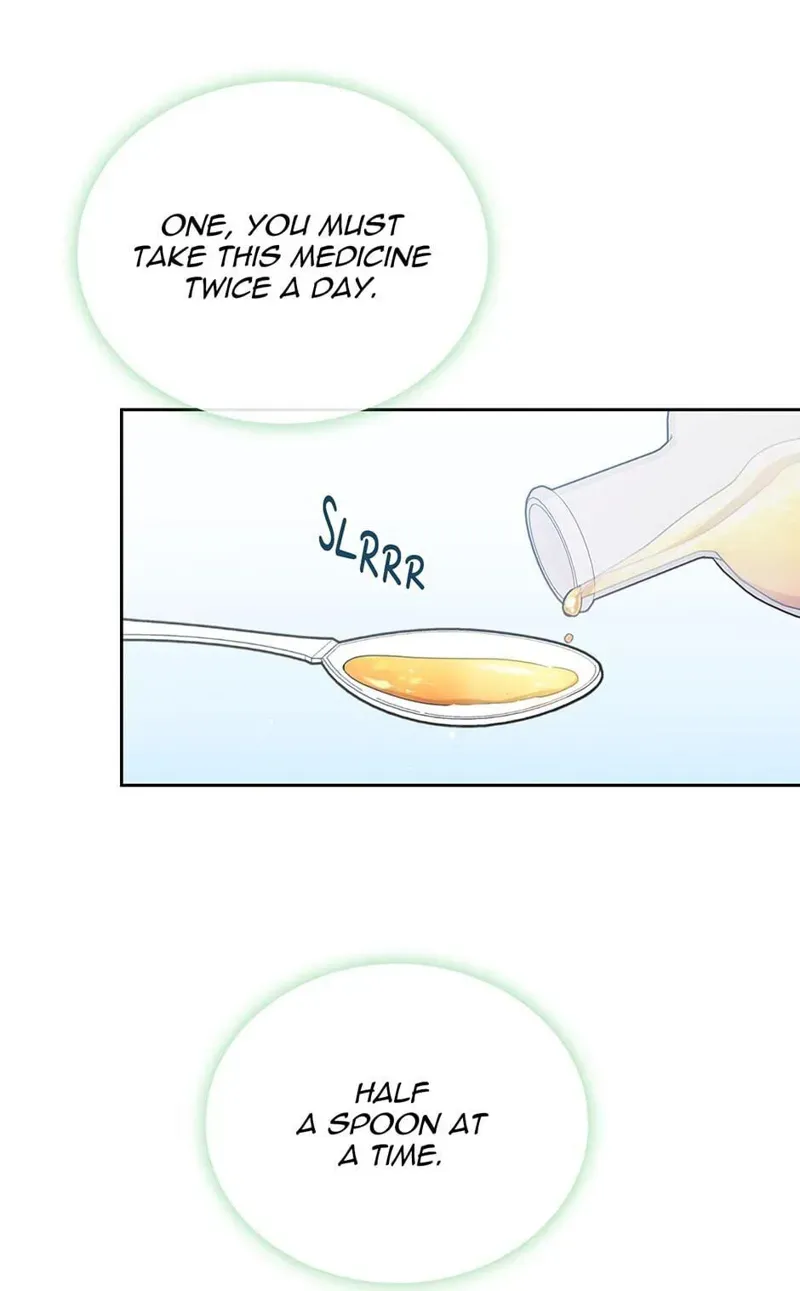 ONE, YOU MUST
TAKE THIS MEDICINE
TWICE A DAY.
SLRRR
HALF
A SPOON AT
A TIME.